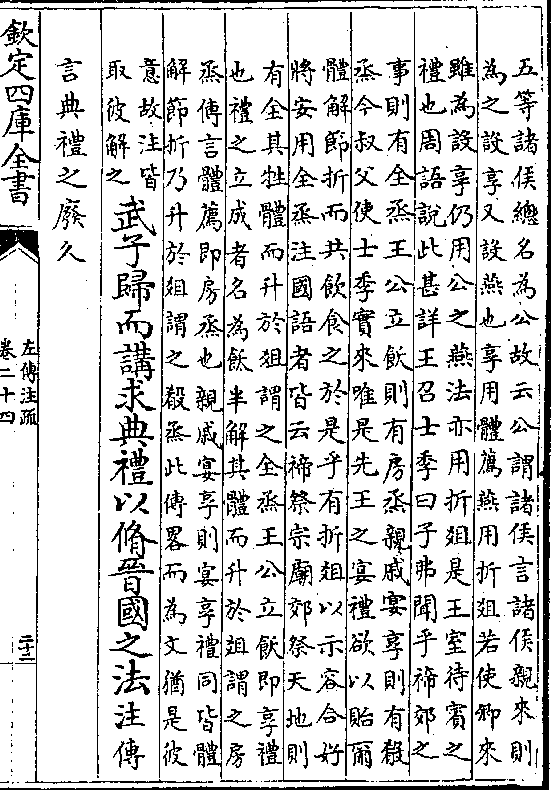 五等諸侯總名為公故云公謂諸侯言諸侯親來則
為之設享又設燕也享用體薦燕用折俎若使卿來
雖為設享仍用公之燕法亦用折俎是王室待賓之
禮也周語說此甚詳王召士季曰子弗聞乎禘郊之
事則有全烝王公立飫則有房烝親戚宴享則有殽
烝今叔父使士季實來唯是先王之宴禮欲以貽爾
體解節折而共飲食之於是乎有折俎以示容合好
將安用全烝注國語者皆云禘祭宗廟郊祭天地則
有全其牲體而升於俎謂之全烝王公立飫即享禮
也禮之立成者名為飫半解其體而升於俎謂之房
烝傳言體薦即房烝也親戚宴享則宴享禮同皆體
解節折乃升於俎謂之殽烝此傳畧而為文猶是彼
意故注皆
取彼解之
武子歸而講求典禮以脩晉國之法
注傳
言典禮之廢久
欽定四庫全書
左傳注疏
卷二十四
二十二